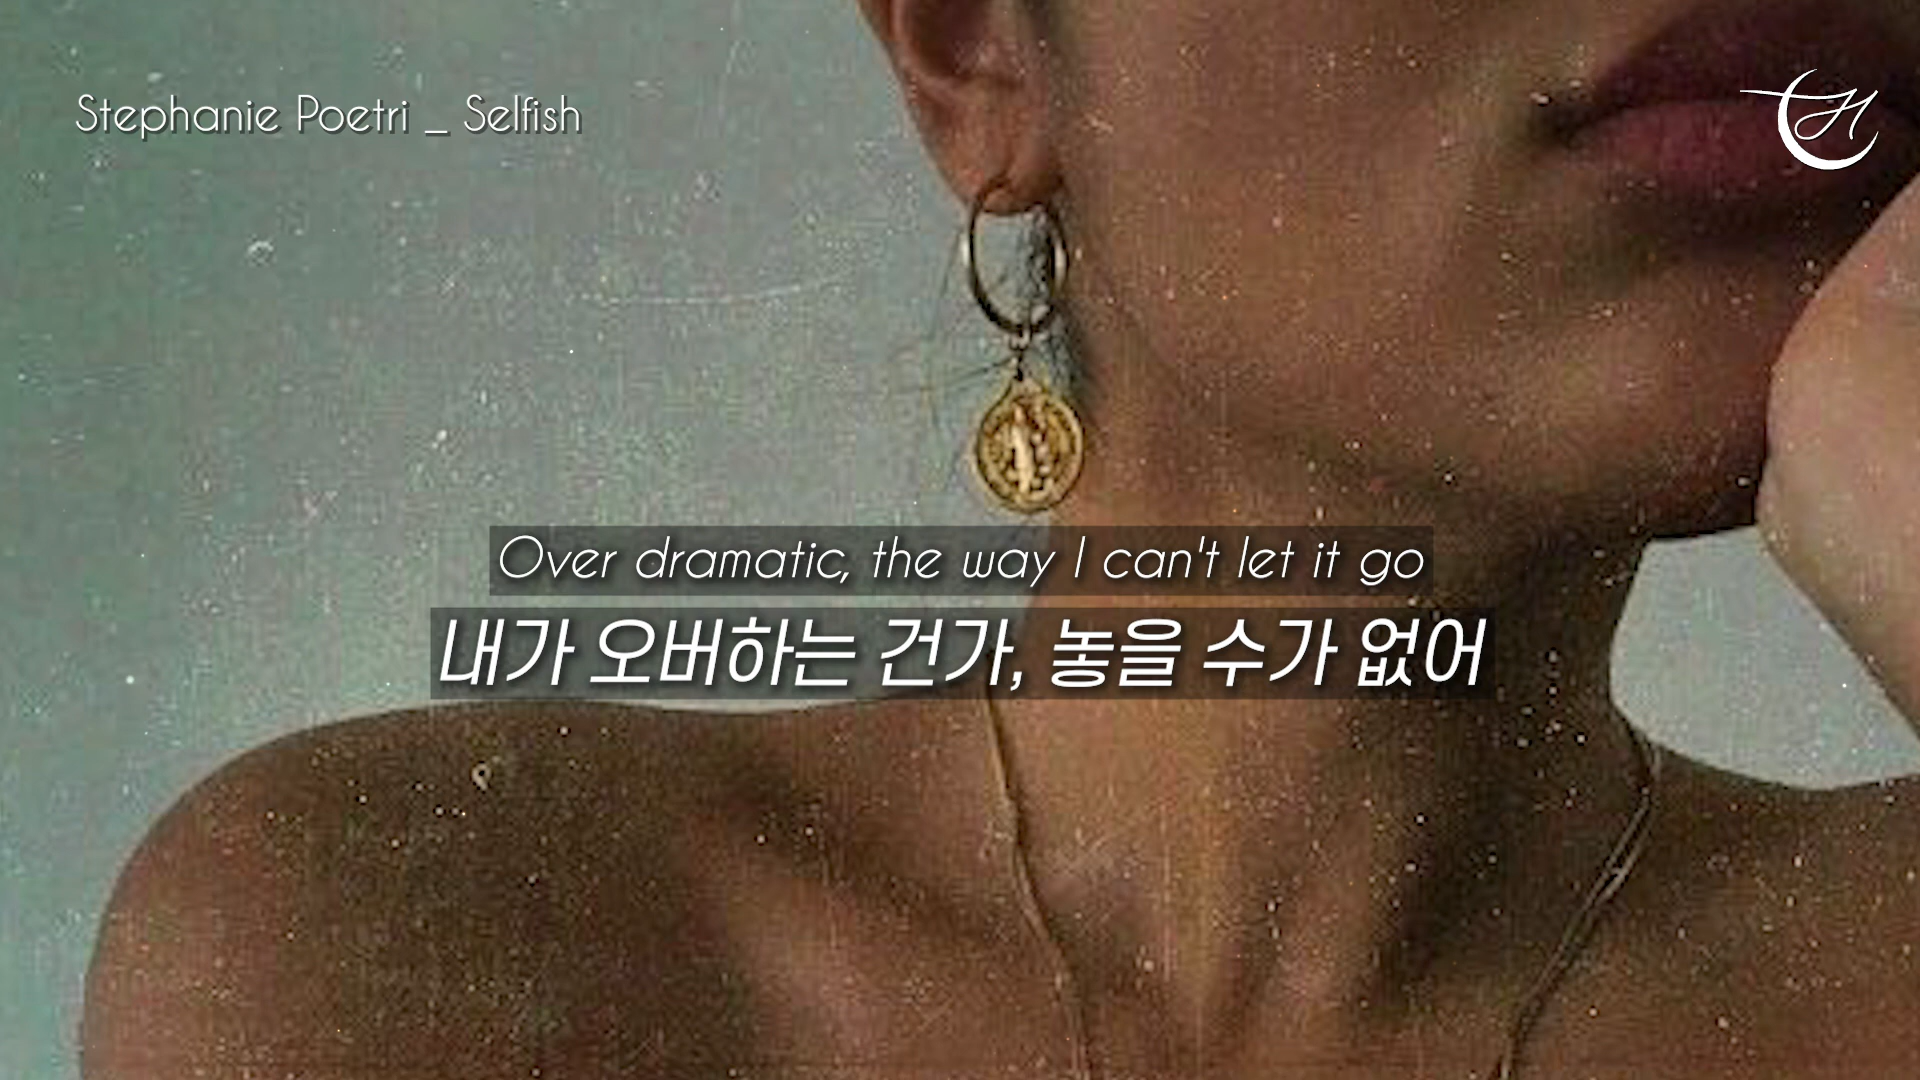 Stephanie Poetri _ Selfish
Over dramatic, the way I can't let it go
내가 오버하는 건가, 놓을 수가 없어